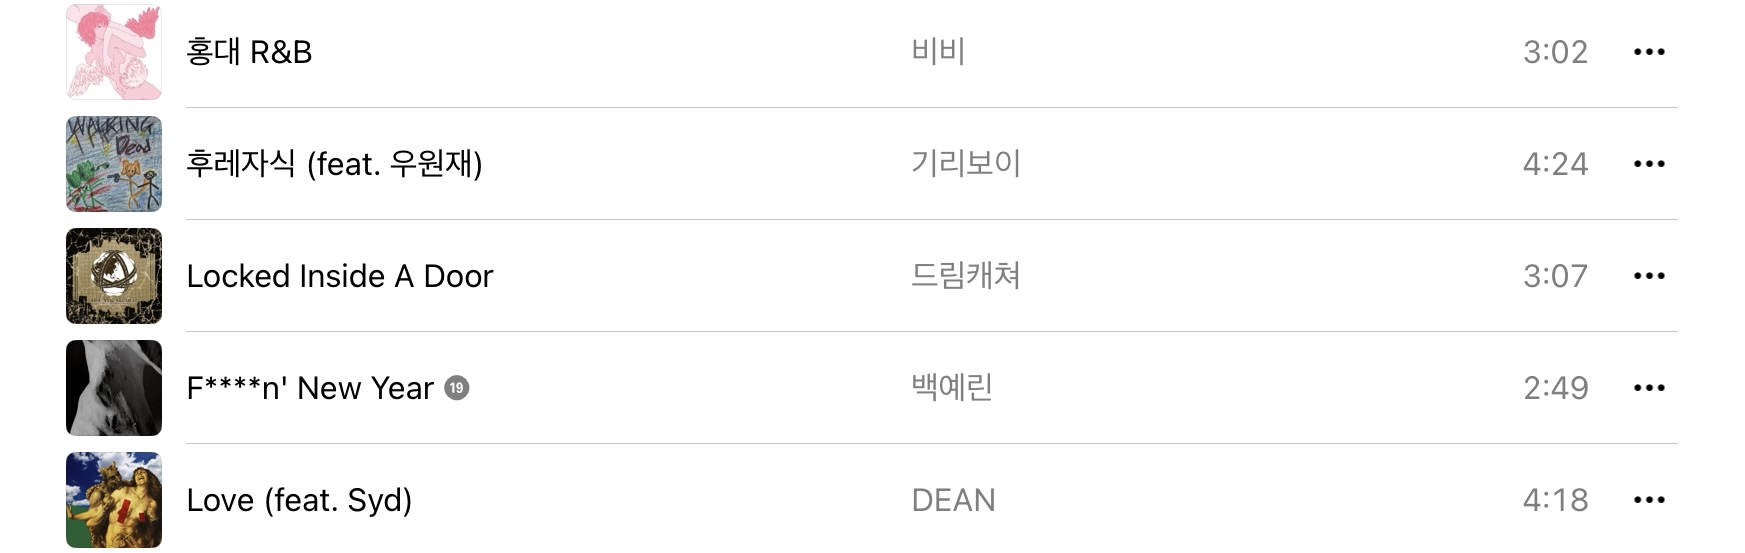 홍대 R&B 비비 3:02
WALKING Dead
후레자식 (feat. 우원재) 기리보이 4:24
Locked Inside A Door 드림캐쳐 3:07
F****n' New Year 19 백예린 2:49
Love (feat. Syd) DEAN 4:18